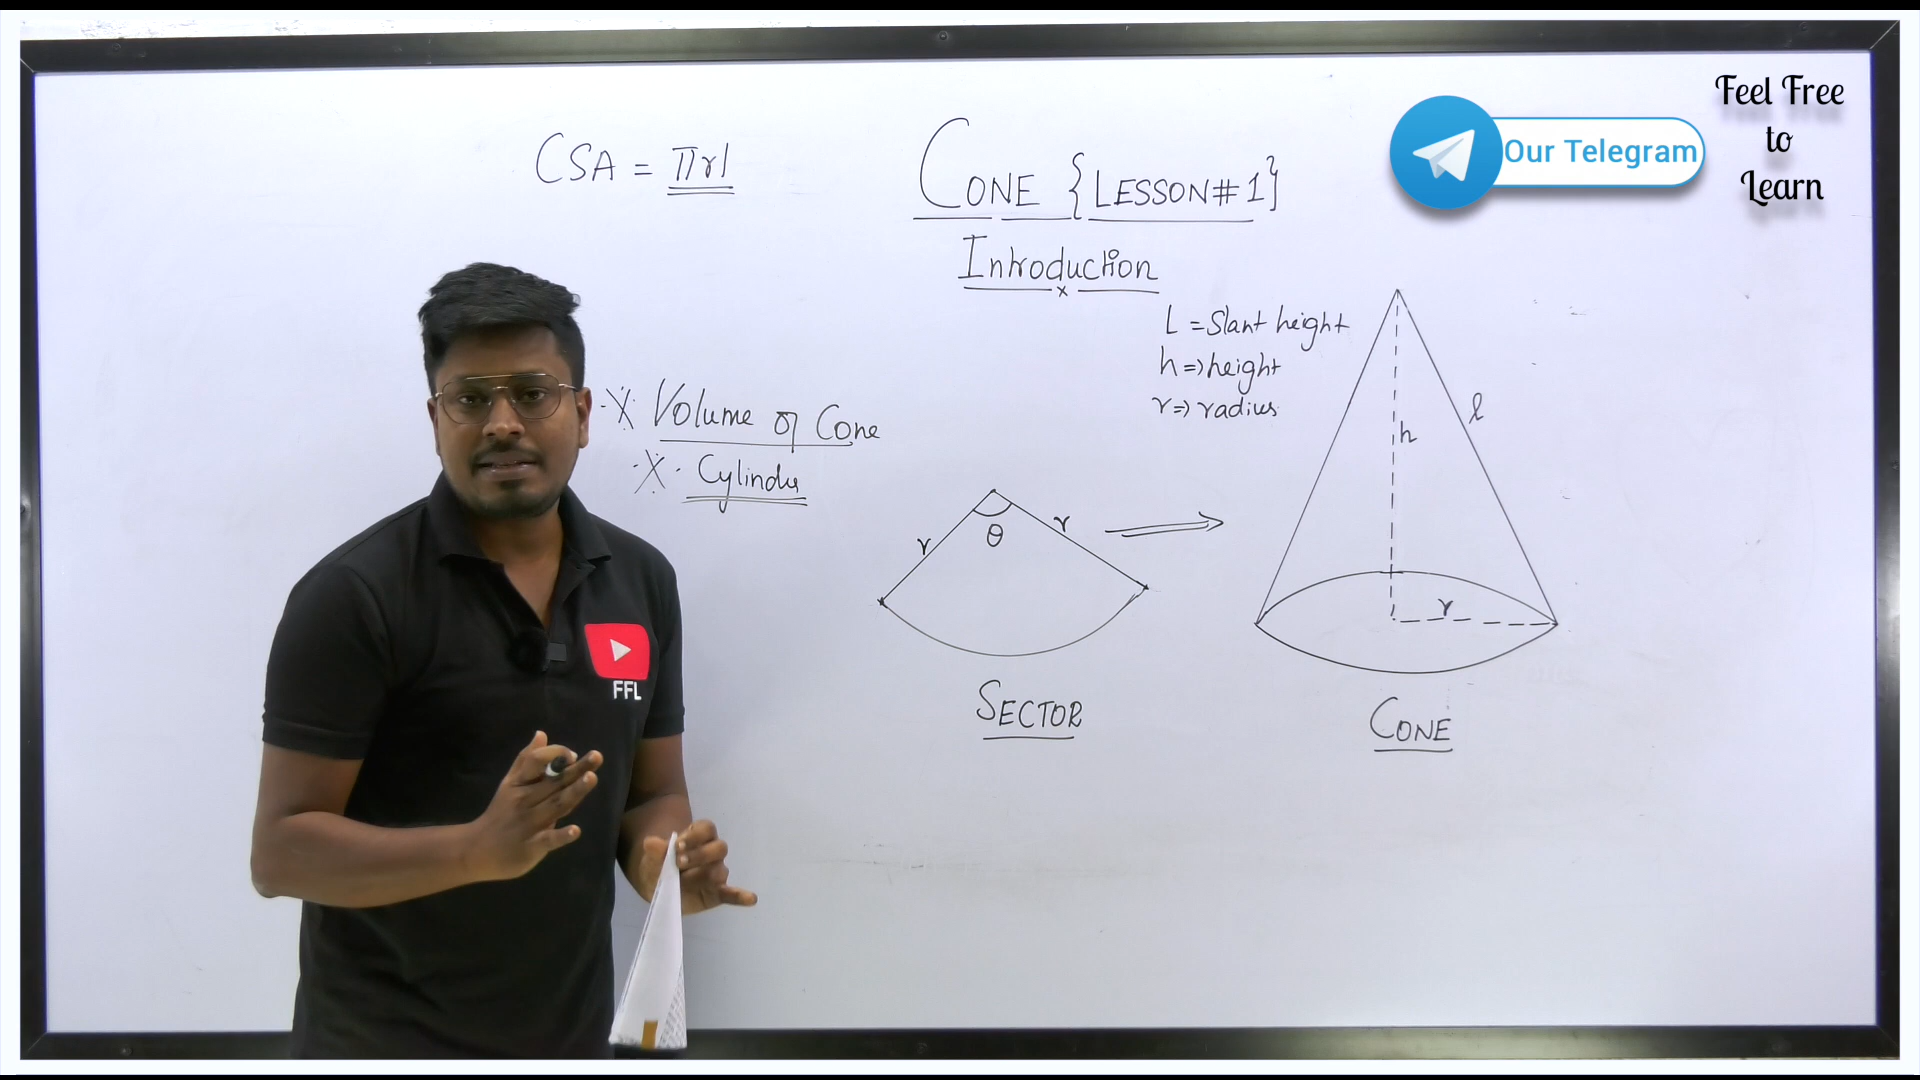 CSA = πrl
CONE {LESSON#1}
Introduction
x
Our Telegram
Feel Free
to
Learn
L = Slant height
h => height
r => radius
Volume of Cone
Cylinder
h
l
r
r
r
θ
SECTOR
CONE
FFL